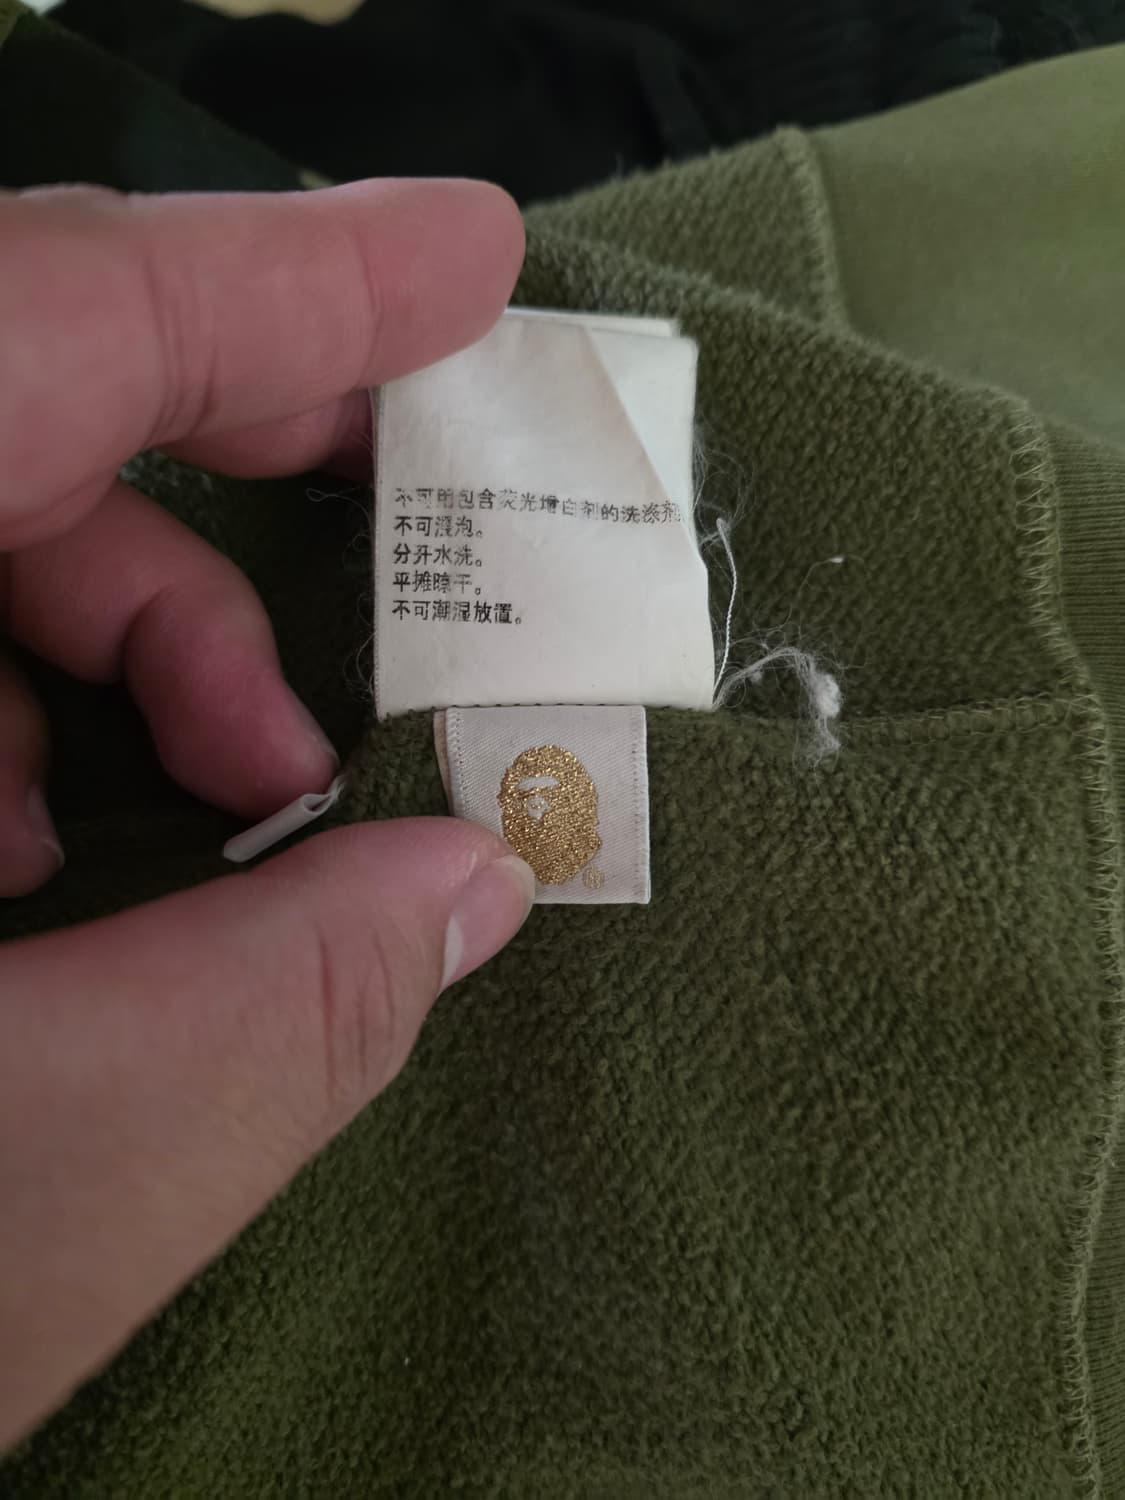 不可用包含荧光增白剂的洗涤剂
不可浸泡。
分开水洗。
平摊晾干。
不可潮湿放置。
®